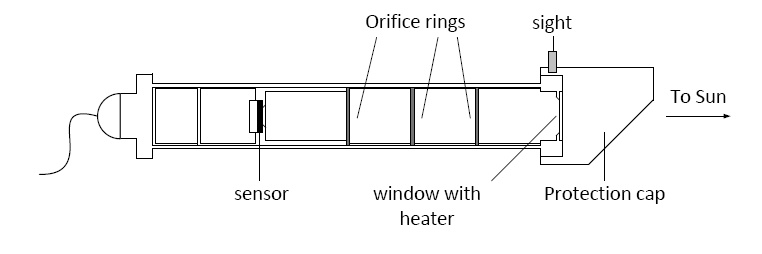 Orifice rings
sight
To Sun
sensor
window with
heater
Protection cap